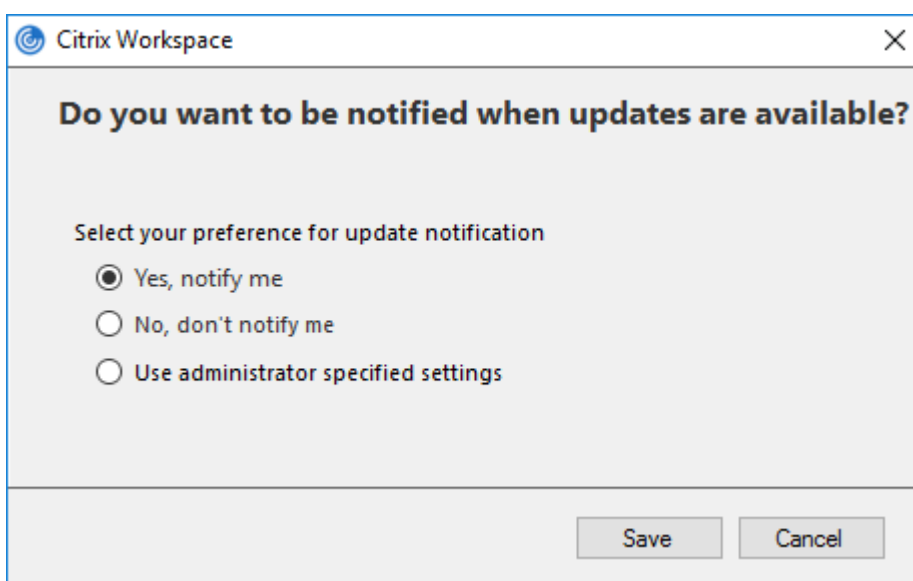 Citrix Workspace
Do you want to be notified when updates are available?
Select your preference for update notification
Yes, notify me
No, don't notify me
Use administrator specified settings
Save Cancel